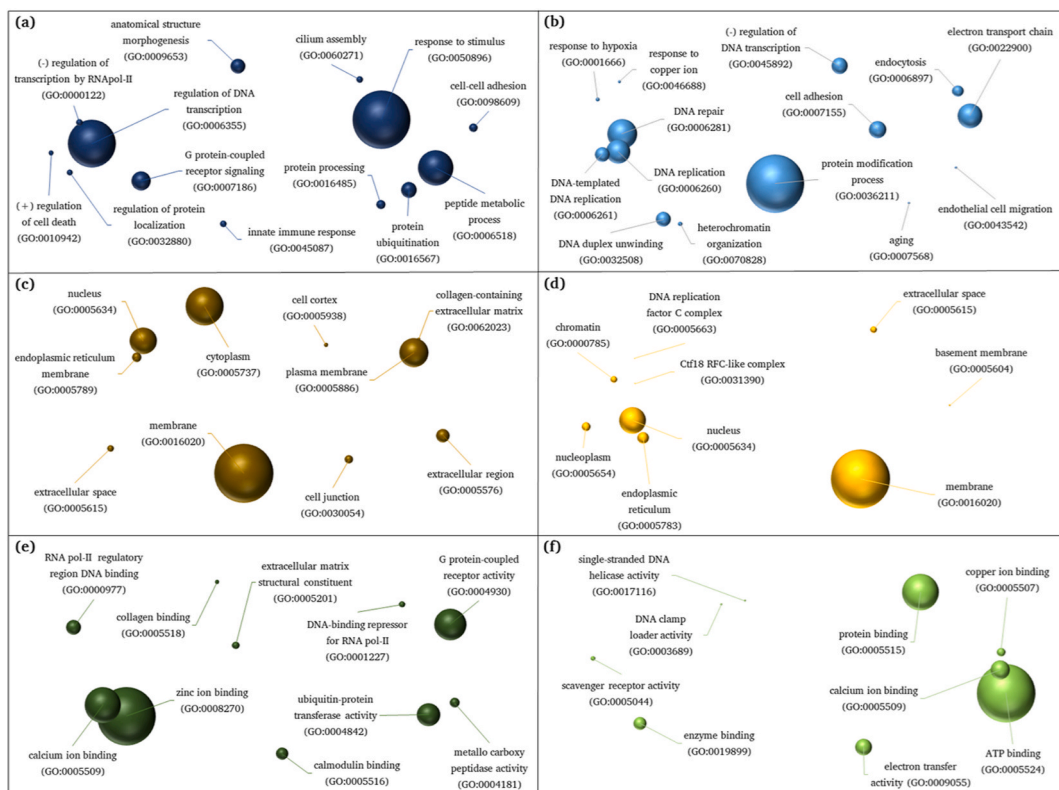 (a)
anatomical structure
morphogenesis
(GO:0009653)
(-) regulation of
transcription by RNApol-II
(GO:0000122)
regulation of DNA
transcription
(GO:0006355)
G protein-coupled
receptor signaling
(GO:0007186)
(+) regulation
of cell death
(GO:0010942)
regulation of protein
localization
(GO:0032880)
cilium assembly
(GO:0060271)
response to stimulus
(GO:0050896)
cell-cell adhesion
(GO:0098609)
protein processing
(GO:0016485)
innate immune response
(GO:0045087)
protein
ubiquitination
(GO:0016567)
peptide metabolic
process
(GO:0006518)
(b)
response to hypoxia
(GO:0001666)
response to
copper ion
(GO:0046688)
(-) regulation of
DNA transcription
(GO:0045892)
electron transport chain
(GO:0022900)
endocytosis
(GO:0006897)
cell adhesion
(GO:0007155)
DNA repair
(GO:0006281)
DNA replication
(GO:0006260)
DNA-templated
DNA replication
(GO:0006261)
protein modification
process
(GO:0036211)
endothelial cell migration
(GO:0043542)
DNA duplex unwinding
(GO:0032508)
heterochromatin
organization
(GO:0070828)
aging
(GO:0007568)
(c)
nucleus
(GO:0005634)
cell cortex
(GO:0005938)
collagen-containing
extracellular matrix
(GO:0062023)
endoplasmic reticulum
membrane
(GO:0005789)
cytoplasm
(GO:0005737)
plasma membrane
(GO:0005886)
membrane
(GO:0016020)
extracellular space
(GO:0005615)
cell junction
(GO:0030054)
extracellular region
(GO:0005576)
(d)
DNA replication
factor C complex
(GO:0005663)
extracellular space
(GO:0005615)
chromatin
(GO:0000785)
Ctf18 RFC-like complex
(GO:0031390)
basement membrane
(GO:0005604)
nucleus
(GO:0005634)
nucleoplasm
(GO:0005654)
endoplasmic
reticulum
(GO:0005783)
membrane
(GO:0016020)
(e)
RNA pol-II regulatory
region DNA binding
(GO:0000977)
extracellular matrix
structural constituent
(GO:0005201)
G protein-coupled
receptor activity
(GO:0004930)
collagen binding
(GO:0005518)
DNA-binding repressor
for RNA pol-II
(GO:0001227)
zinc ion binding
(GO:0008270)
ubiquitin-protein
transferase activity
(GO:0004842)
calcium ion binding
(GO:0005509)
calmodulin binding
(GO:0005516)
metallo carboxy
peptidase activity
(GO:0004181)
(f)
single-stranded DNA
helicase activity
(GO:0017116)
copper ion binding
(GO:0005507)
DNA clamp
loader activity
(GO:0003689)
protein binding
(GO:0005515)
scavenger receptor activity
(GO:0005044)
calcium ion binding
(GO:0005509)
enzyme binding
(GO:0019899)
electron transfer
activity (GO:0009055)
ATP binding
(GO:0005524)